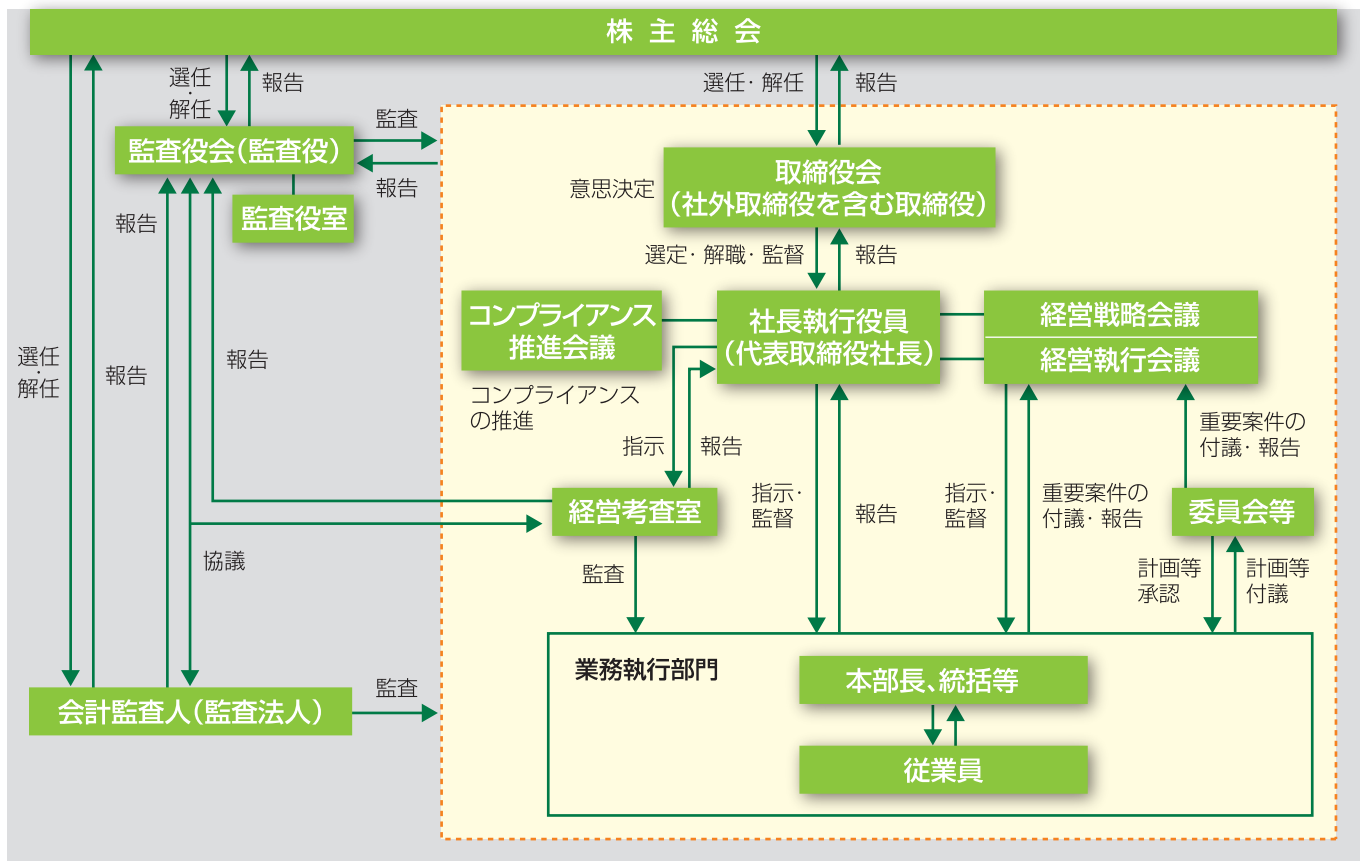 株主総会
選任
・
解任
報告
選任・解任
報告
監査役会(監査役)
監査
報告
監査役室
報告
意思決定
取締役会
(社外取締役を含む取締役)
選定・解職・監督
報告
コンプライアンス
推進会議
社長執行役員
(代表取締役社長)
経営戦略会議
経営執行会議
選任
・
解任
報告
報告
コンプライアンス
の推進
指示
報告
重要案件の
付議・報告
経営考査室
指示・
監督
報告
指示・
監督
重要案件の
付議・報告
委員会等
協議
監査
計画等
承認
計画等
付議
業務執行部門
本部長、統括等
従業員
会計監査人(監査法人)
監査